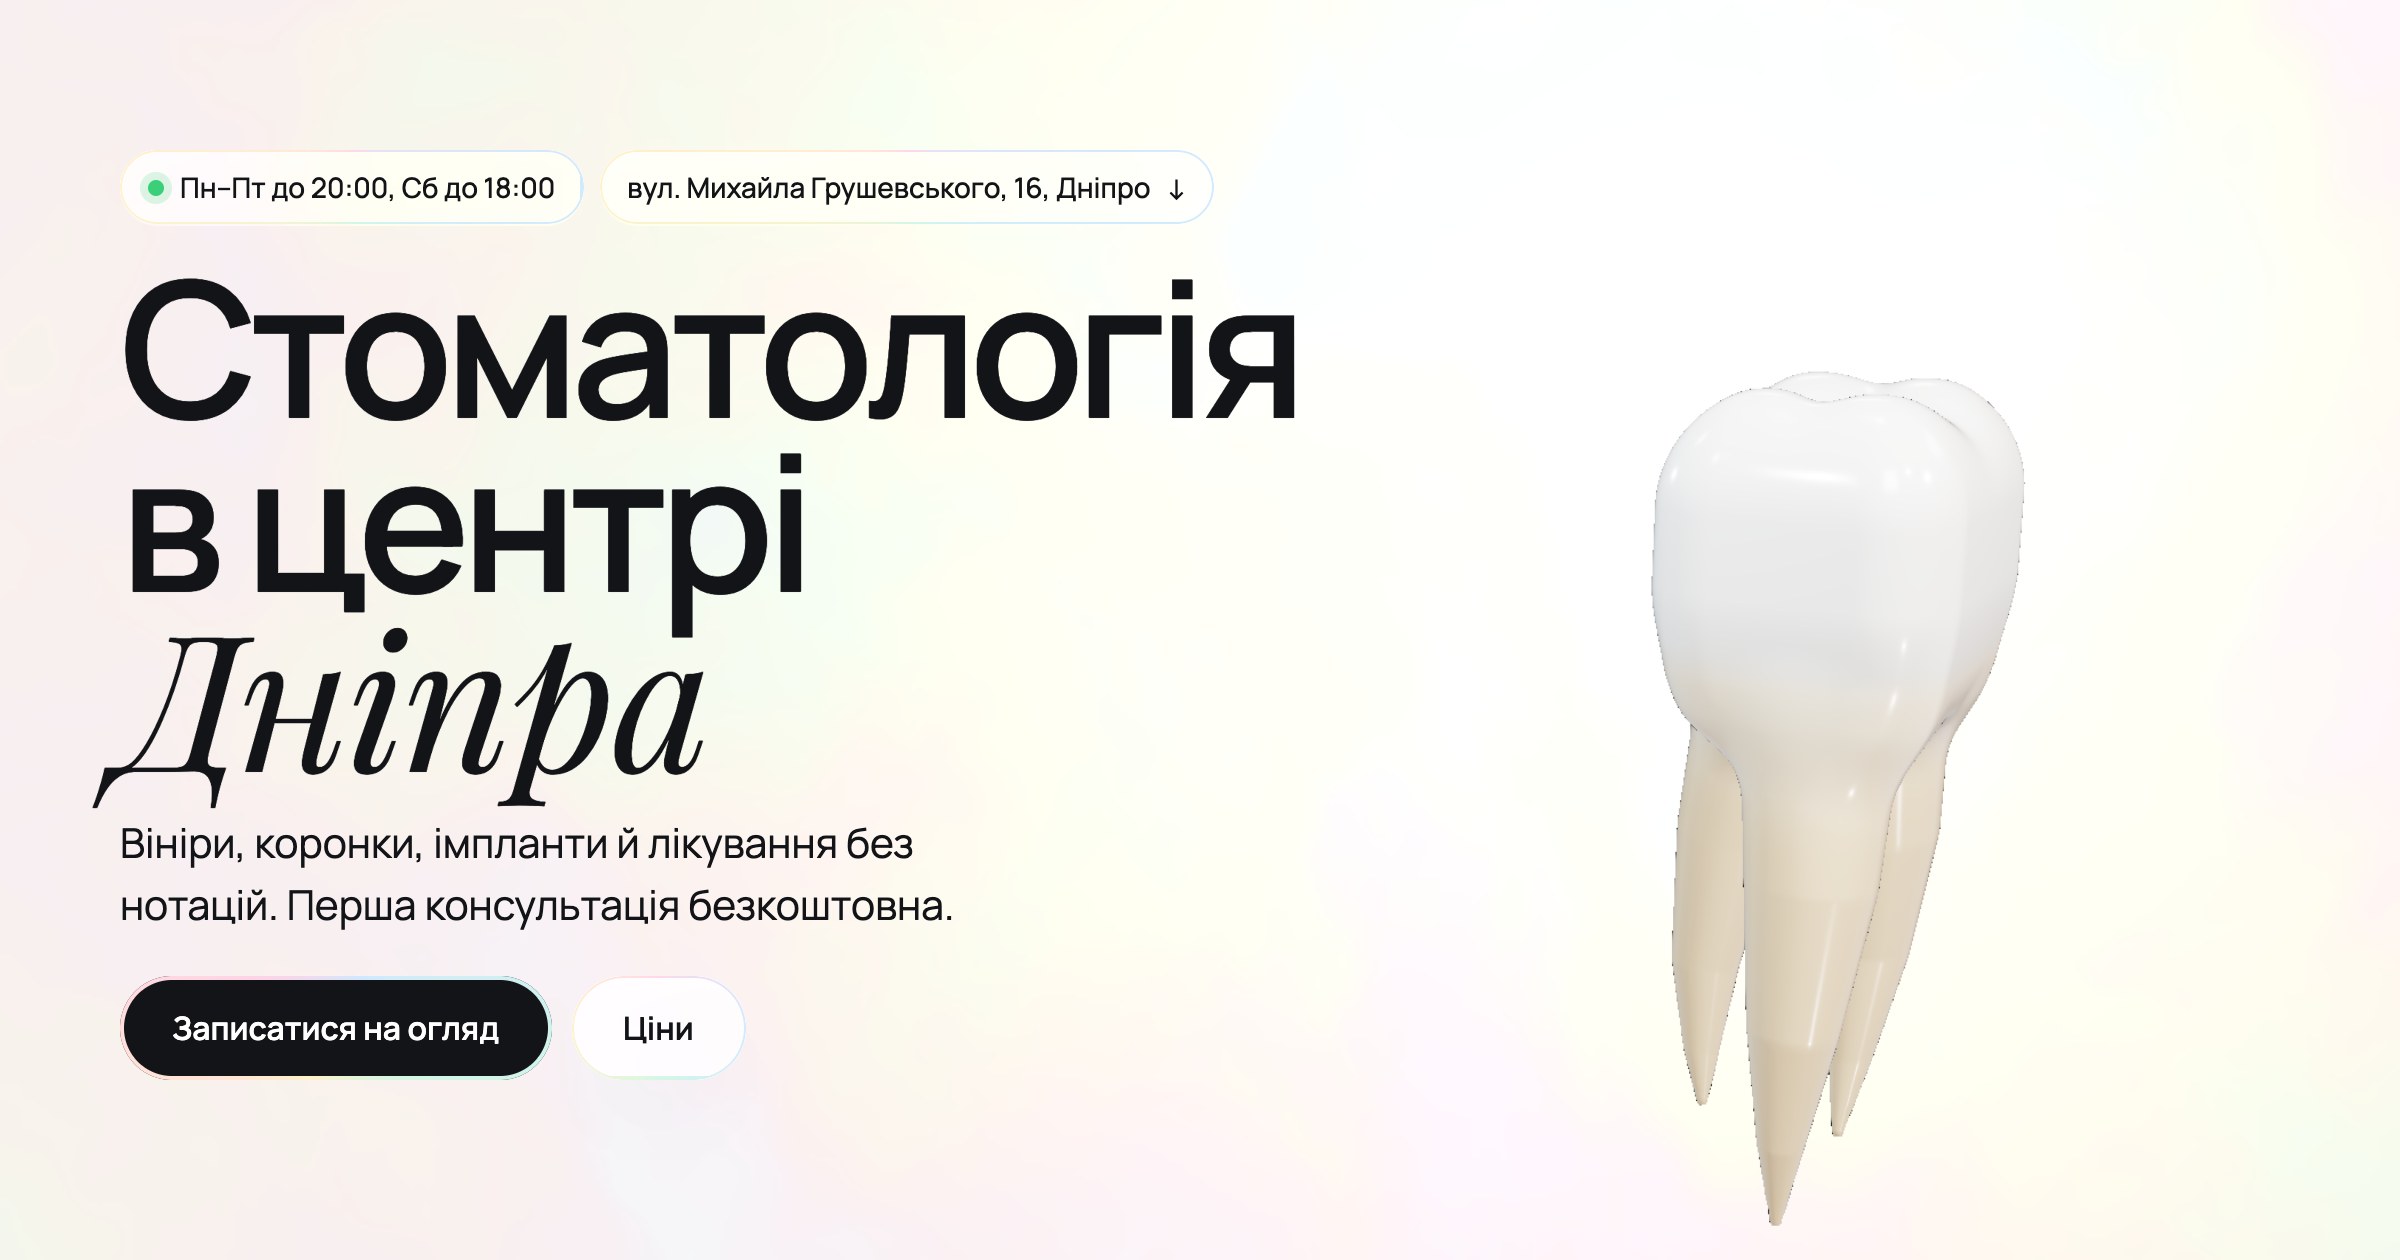 Пн–Пт до 20:00, Сб до 18:00
вул. Михайла Грушевського, 16, Дніпро ↓
Стоматологія
в центрі
Дніпра
Вініри, коронки, імпланти й лікування без
нотацій. Перша консультація безкоштовна.
Записатися на огляд
Ціни